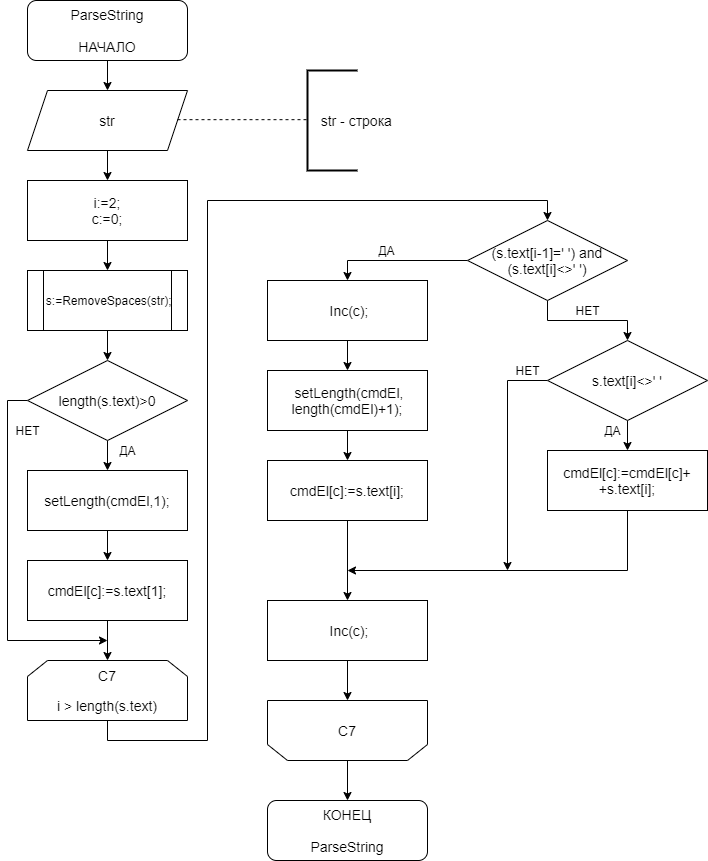 ParseString
НАЧАЛО
str
str - строка
i:=2;
c:=0;
s:=RemoveSpaces(str);
length(s.text)>0
НЕТ
ДА
setLength(cmdEl,1);
cmdEl[c]:=s.text[1];
C7
i > length(s.text)
(s.text[i-1]=' ') and
(s.text[i]<>' ')
ДА
НЕТ
Inc(c);
setLength(cmdEl,
length(cmdEl)+1);
cmdEl[c]:=s.text[i];
s.text[i]<>' '
НЕТ
ДА
cmdEl[c]:=cmdEl[c]+
+s.text[i];
Inc(c);
C7
КОНЕЦ
ParseString